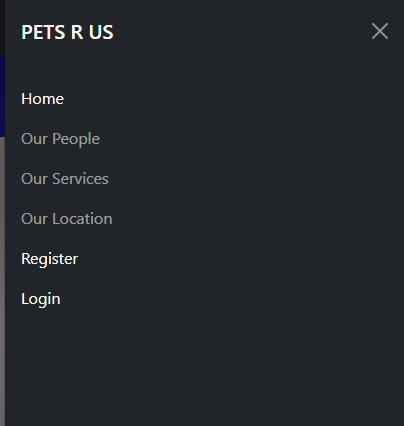 PETS R US
Home
Our People
Our Services
Our Location
Register
Login